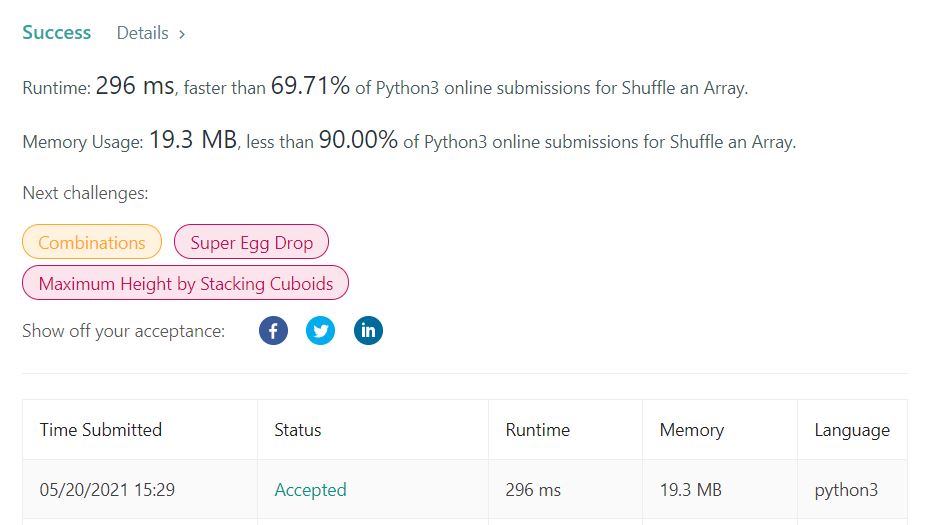 Success Details >
Runtime: 296 ms, faster than 69.71% of Python3 online submissions for Shuffle an Array.
Memory Usage: 19.3 MB, less than 90.00% of Python3 online submissions for Shuffle an Array.
Next challenges:
Combinations Super Egg Drop
Maximum Height by Stacking Cuboids
Show off your acceptance: f in
Time Submitted Status Runtime Memory Language
05/20/2021 15:29 Accepted 296 ms 19.3 MB python3